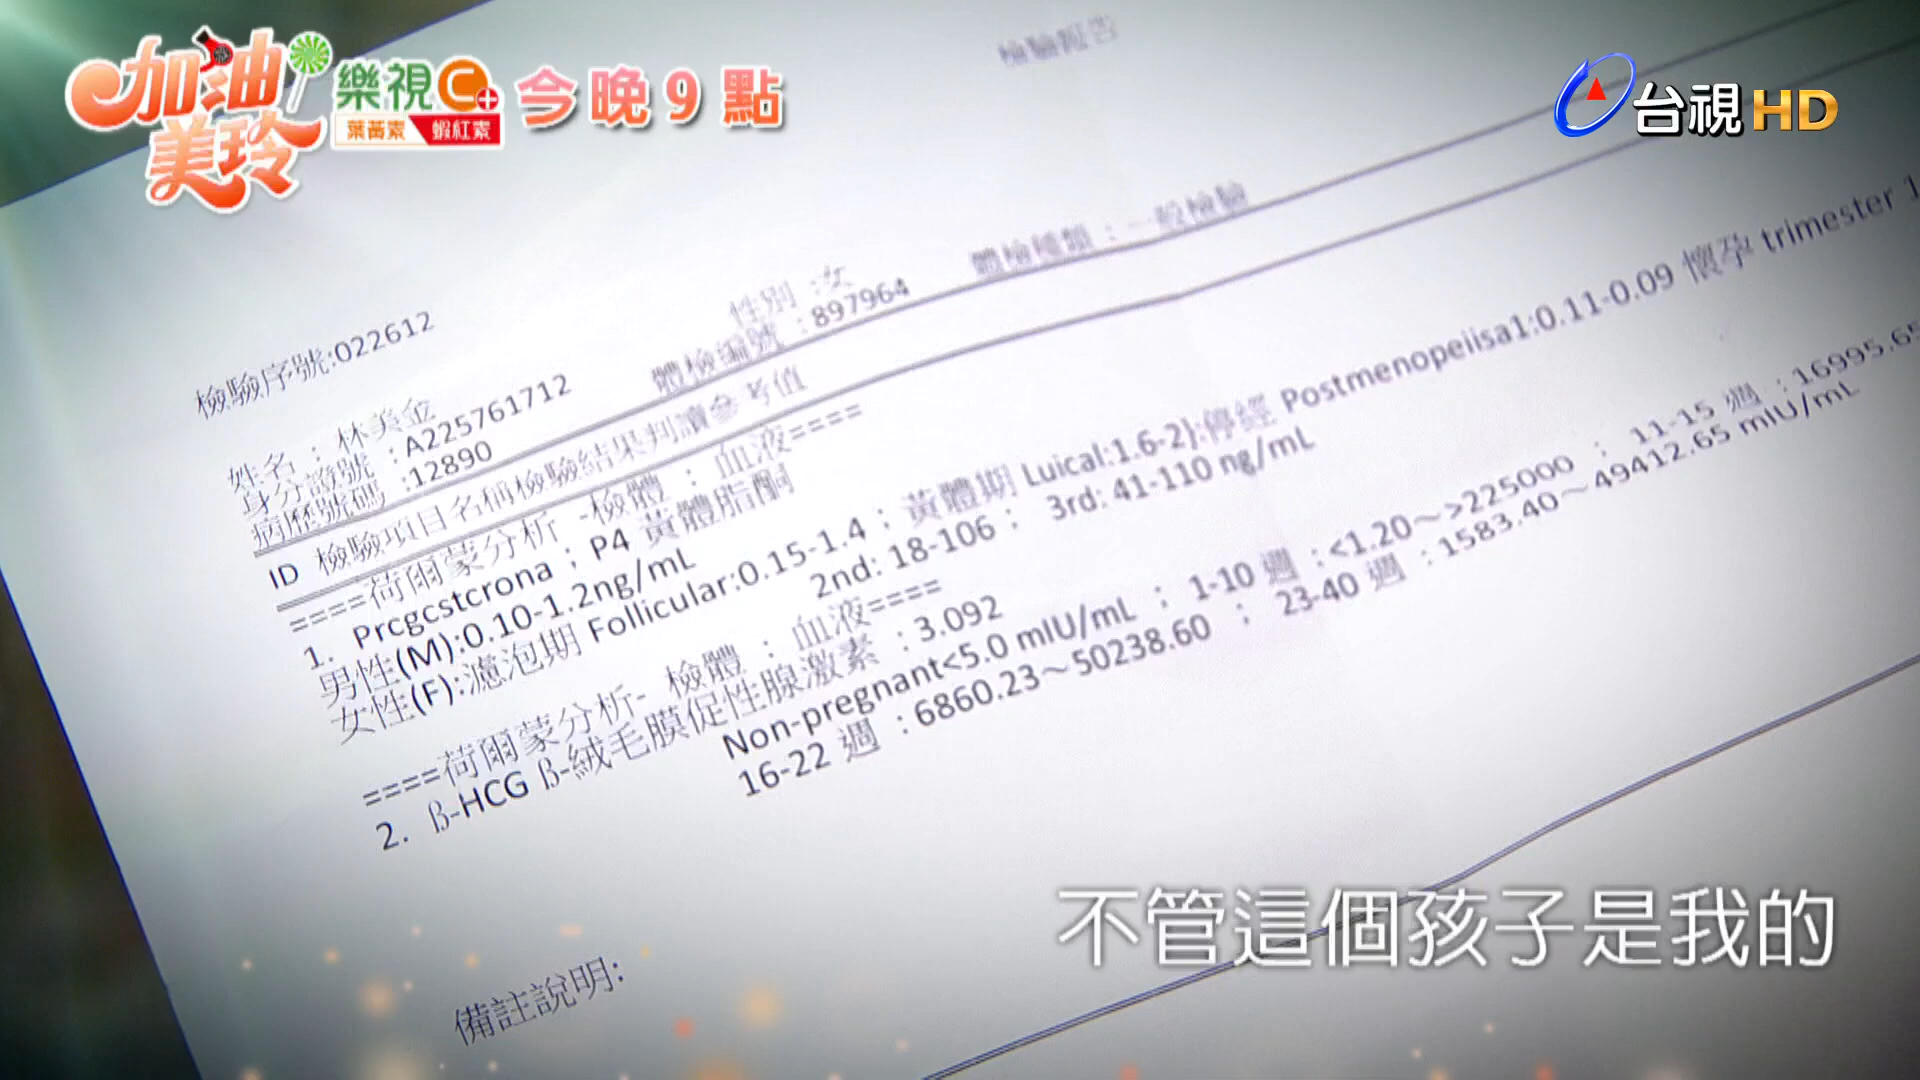 加油
美玲
樂視C+
葉黃素 蝦紅素
今晚9點
台視HD
檢驗報告
檢驗序號:022612
姓名：林美金
性別:女
身分證號：A225761712
體檢編號：897964
體檢種類：一般檢驗
病歷號碼:12890
ID 檢驗項目名稱檢驗結果判讀參考值
====荷爾蒙分析 -檢體：血液====
1. Prcgcstcrona；P4 黃體脂酮
男性(M):0.10-1.2ng/mL
女性(F):濾泡期 Follicular:0.15-1.4；黃體期 Luical:1.6-2):停經 Postmenopeiisa1:0.11-0.09 懷孕 trimester 1
2nd: 18-106； 3rd: 41-110 ng/mL
====荷爾蒙分析- 檢體：血液====
2. β-HCG β-絨毛膜促性腺激素：3.092
Non-pregnant<5.0 mIU/mL ； 1-10 週：<1.20～>225000 ； 11-15 週：16995.65
16-22 週：6860.23～50238.60 ； 23-40 週：1583.40～49412.65 mIU/mL
備註說明:
不管這個孩子是我的